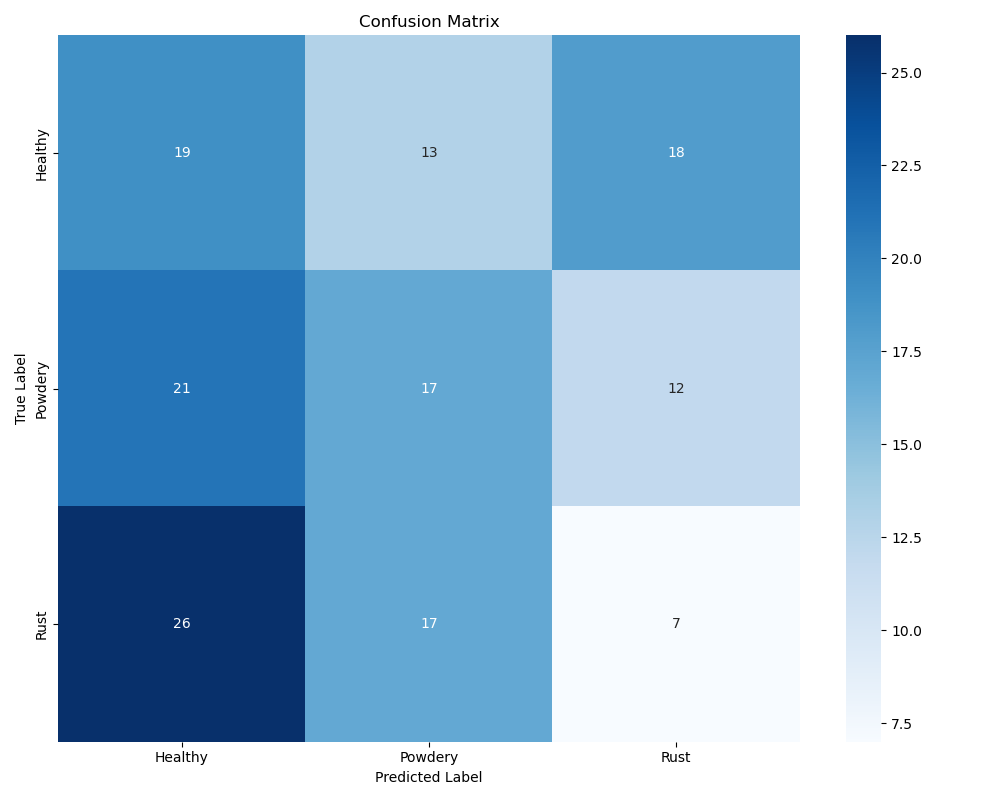 Confusion Matrix
True Label
Healthy
19 13 18
Powdery
21 17 12
Rust
26 17 7
Healthy Powdery Rust
Predicted Label
25.0
22.5
20.0
17.5
15.0
12.5
10.0
7.5